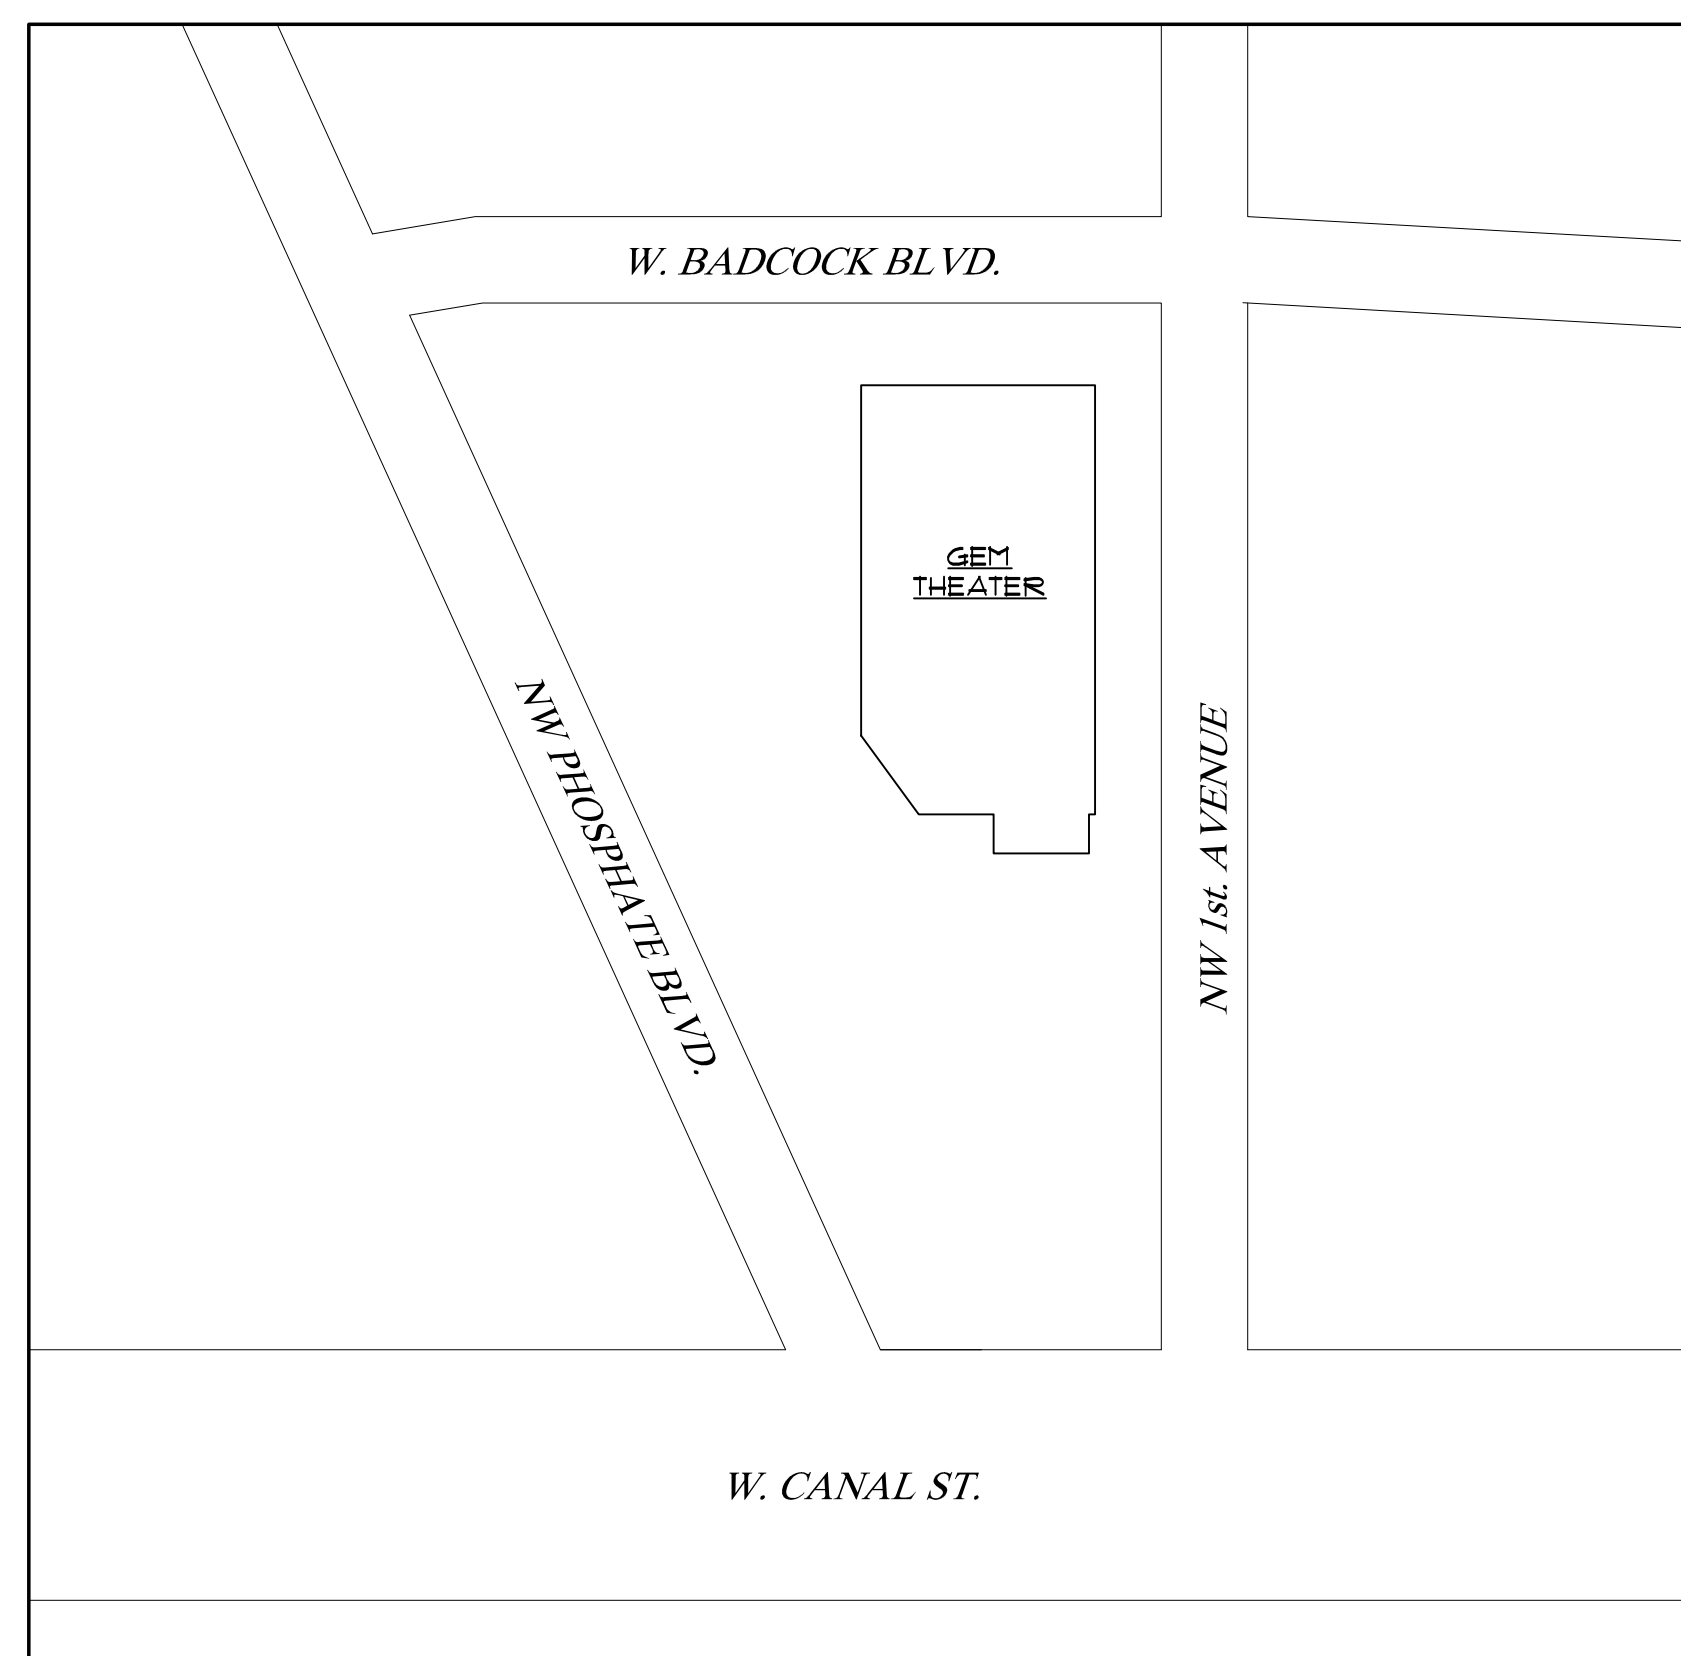 W. BADCOCK BLVD.
GEM
THEATER
NW PHOSPHATE BLVD.
NW 1st. AVENUE
W. CANAL ST.